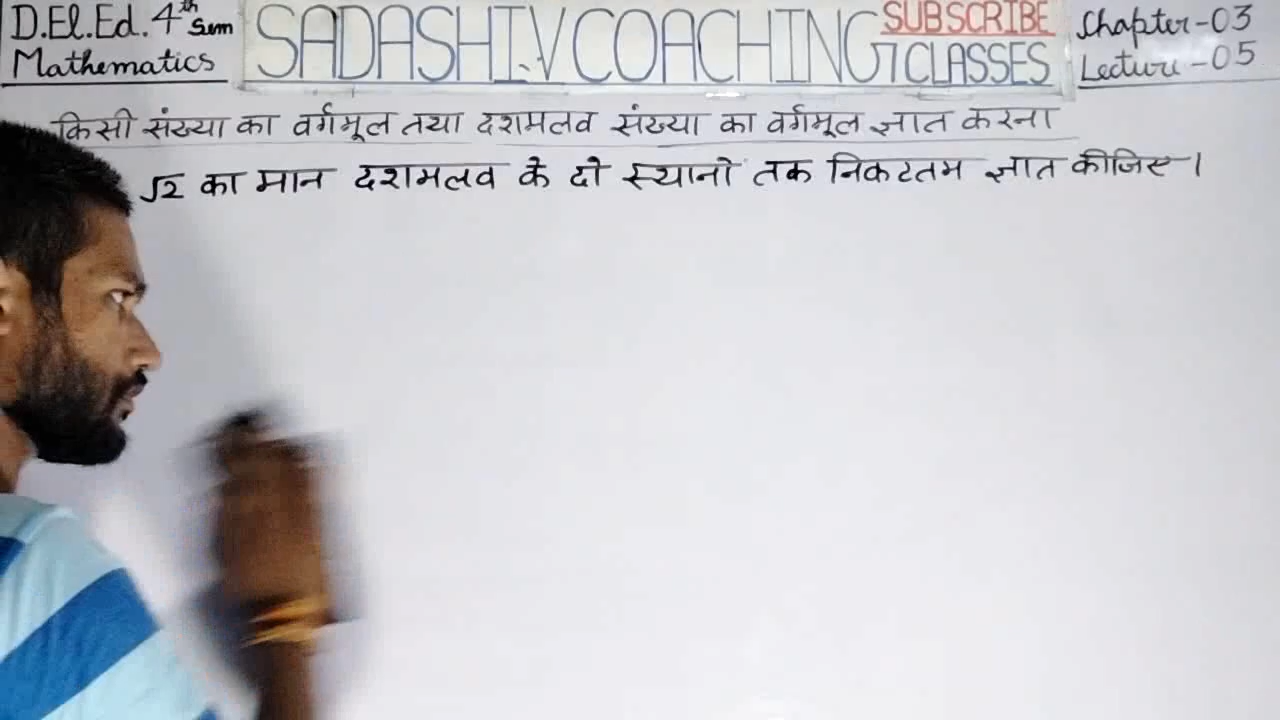 D.El.Ed. 4th Sem
Mathematics
SADASHIV COACHING
SUBSCRIBE
CLASSES
Chapter-03
Lecture-05
किसी संख्या का वर्गमूल तथा दशमलव संख्या का वर्गमूल ज्ञात करना
√2 का मान दशमलव के दो स्थानो तक निकटतम ज्ञात कीजिए।